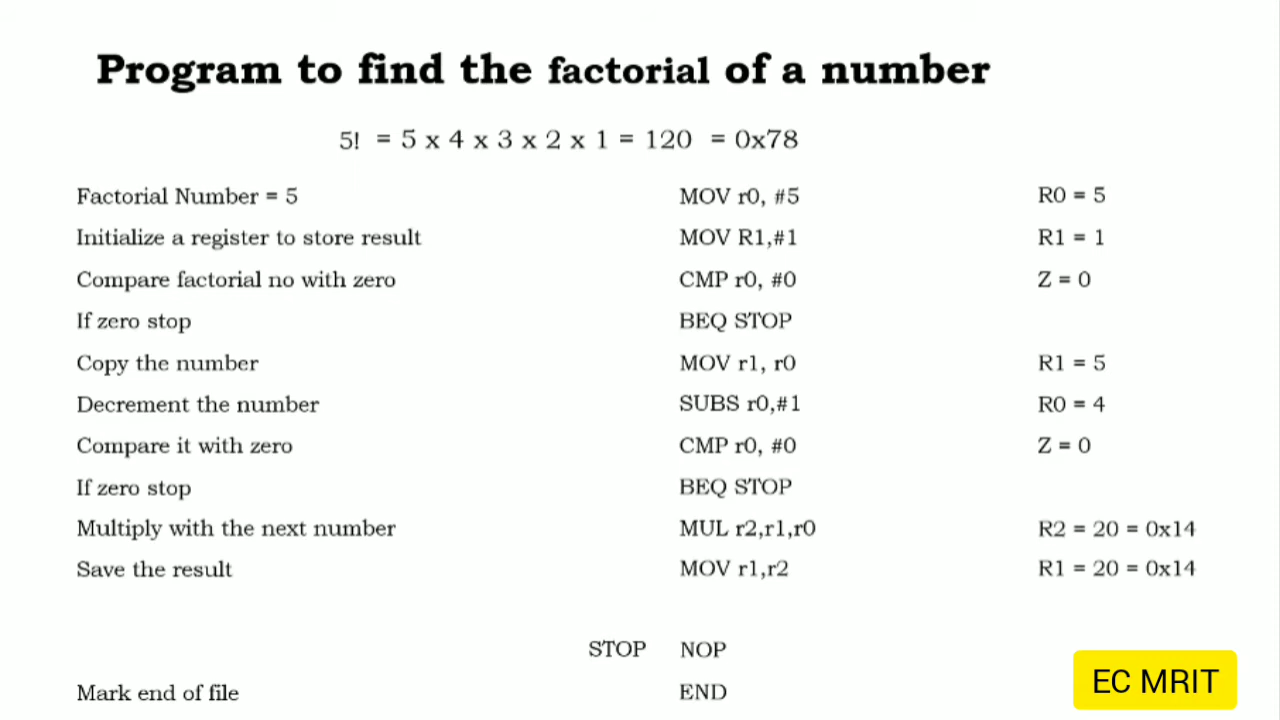 Program to find the factorial of a number
5! = 5 x 4 x 3 x 2 x 1 = 120 = 0x78
Factorial Number = 5 MOV r0, #5 R0 = 5
Initialize a register to store result MOV R1,#1 R1 = 1
Compare factorial no with zero CMP r0, #0 Z = 0
If zero stop BEQ STOP
Copy the number MOV r1, r0 R1 = 5
Decrement the number SUBS r0,#1 R0 = 4
Compare it with zero CMP r0, #0 Z = 0
If zero stop BEQ STOP
Multiply with the next number MUL r2,r1,r0 R2 = 20 = 0x14
Save the result MOV r1,r2 R1 = 20 = 0x14
STOP NOP
Mark end of file END
EC MRIT